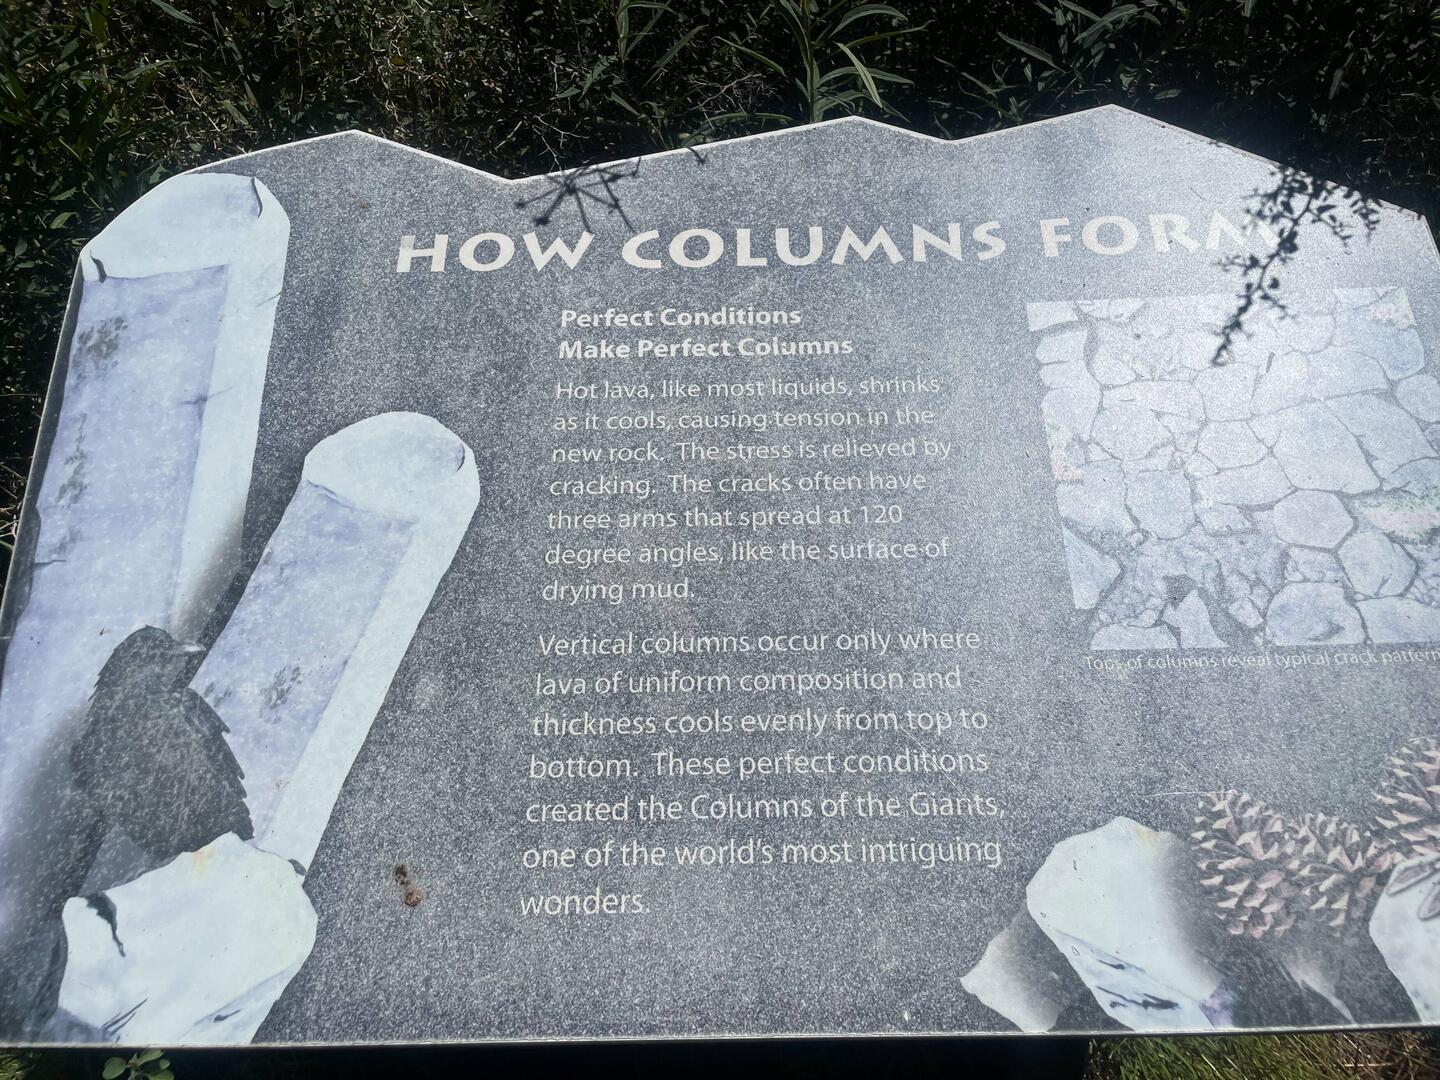 HOW COLUMNS FORM
Perfect Conditions
Make Perfect Columns
Hot lava, like most liquids, shrinks
as it cools, causing tension in the
new rock. The stress is relieved by
cracking. The cracks often have
three arms that spread at 120
degree angles, like the surface of
drying mud.
Vertical columns occur only where
lava of uniform composition and
thickness cools evenly from top to
bottom. These perfect conditions
created the Columns of the Giants,
one of the world's most intriguing
wonders.
Tops of columns reveal typical crack pattern